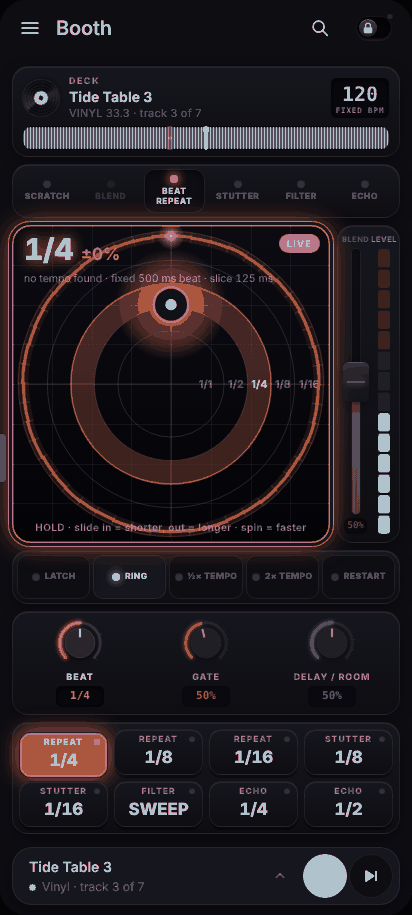 Booth
DECK
Tide Table 3
VINYL 33.3 · track 3 of 7
120
FIXED BPM
SCRATCH
BLEND
BEAT
REPEAT
STUTTER
FILTER
ECHO
1/4 ±0%
LIVE
no tempo found · fixed 500 ms beat · slice 125 ms
1/1 1/2 1/4 1/8 1/16
HOLD · slide in = shorter, out = longer · spin = faster
BLEND LEVEL
50%
LATCH
RING
½× TEMPO
2× TEMPO
RESTART
BEAT
1/4
GATE
50%
DELAY / ROOM
50%
REPEAT
1/4
REPEAT
1/8
REPEAT
1/16
STUTTER
1/8
STUTTER
1/16
FILTER
SWEEP
ECHO
1/4
ECHO
1/2
Tide Table 3
Vinyl · track 3 of 7